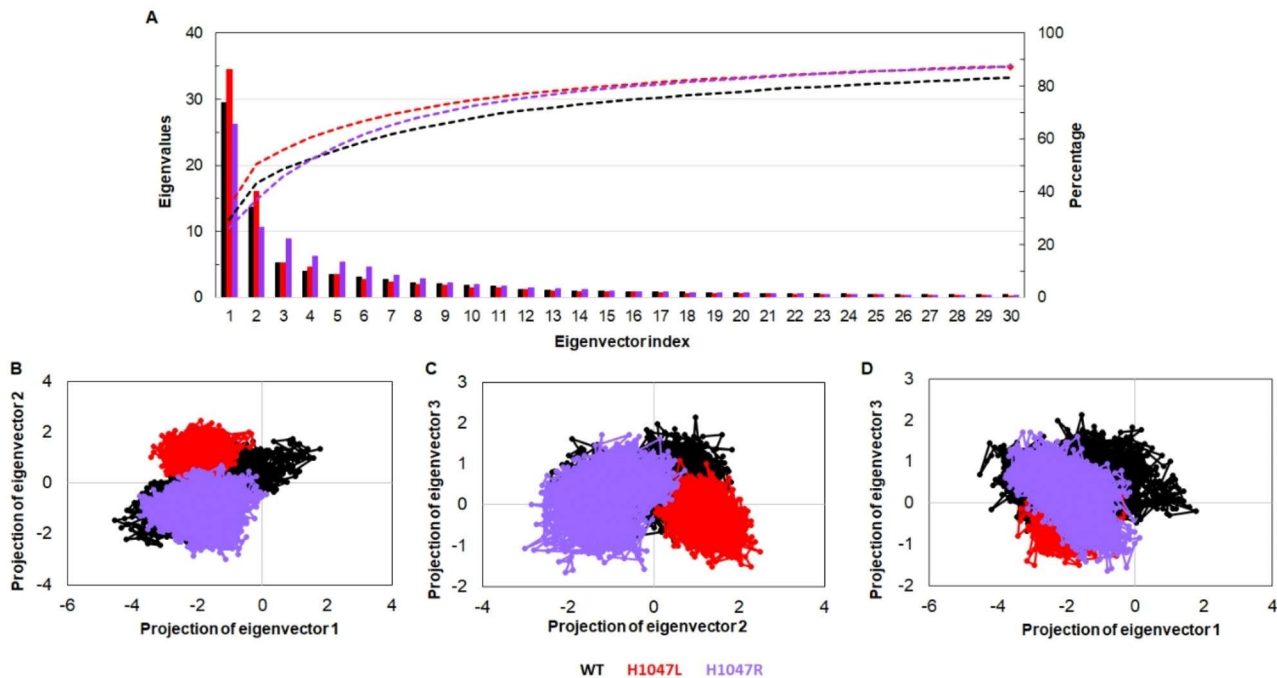 A
40
30
20
10
0
Eigenvalues
100
80
60
40
20
0
Percentage
1 2 3 4 5 6 7 8 9 10 11 12 13 14 15 16 17 18 19 20 21 22 23 24 25 26 27 28 29 30
Eigenvector index
B
Projection of eigenvector 2
4
2
0
-2
-4
-6 -4 -2 0 2 4
Projection of eigenvector 1
C
Projection of eigenvector 3
3
2
1
0
-1
-2
-4 -2 0 2 4
Projection of eigenvector 2
D
Projection of eigenvector 3
3
2
1
0
-1
-2
-6 -4 -2 0 2 4
Projection of eigenvector 1
WT H1047L H1047R